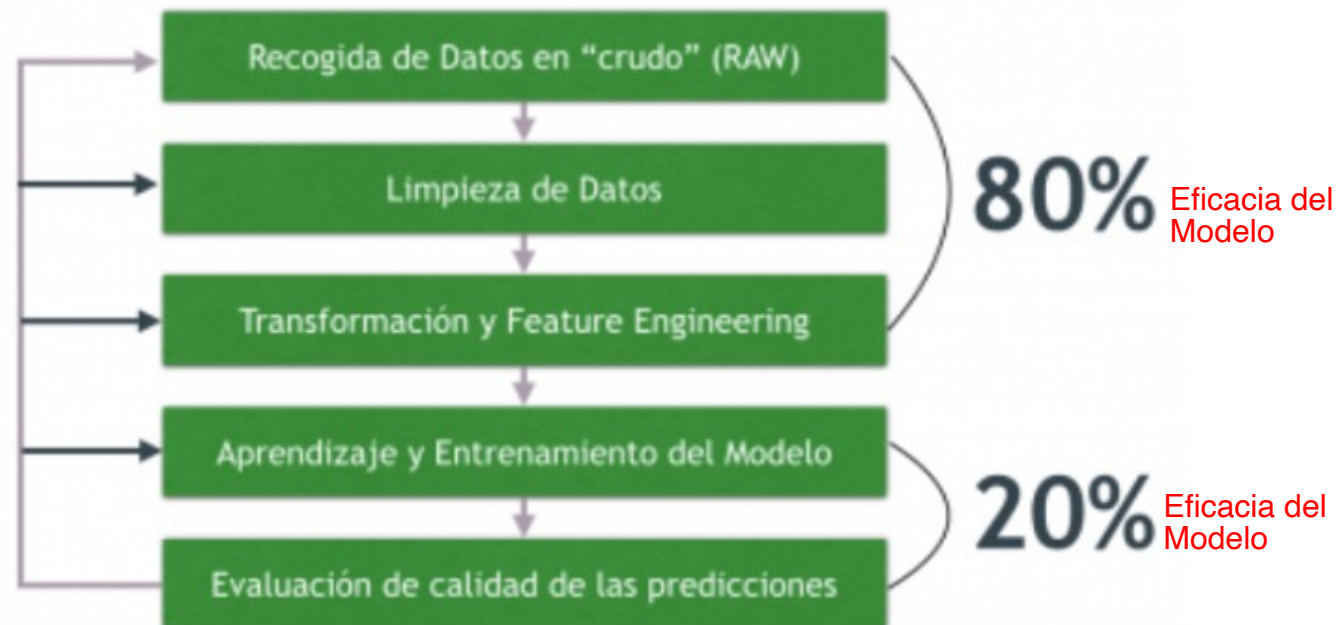 Recogida de Datos en “crudo” (RAW)
Limpieza de Datos
80%
Eficacia del
Modelo
Transformación y Feature Engineering
Aprendizaje y Entrenamiento del Modelo
20%
Eficacia del
Modelo
Evaluación de calidad de las predicciones